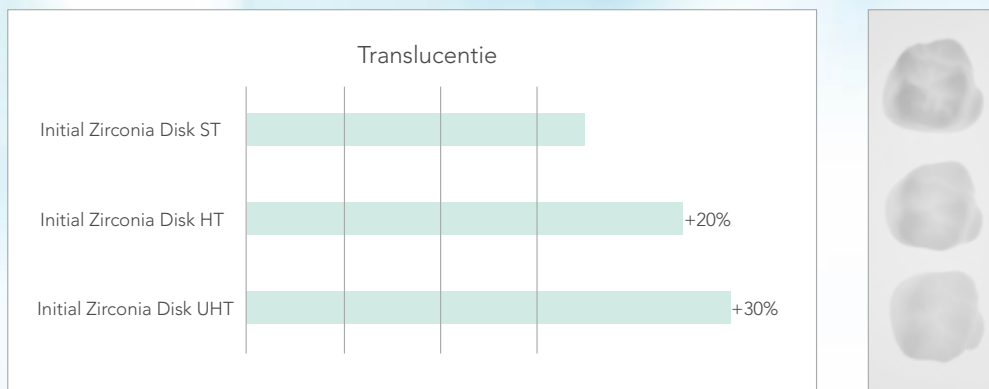 Translucentie
Initial Zirconia Disk ST
Initial Zirconia Disk HT
+20%
Initial Zirconia Disk UHT
+30%